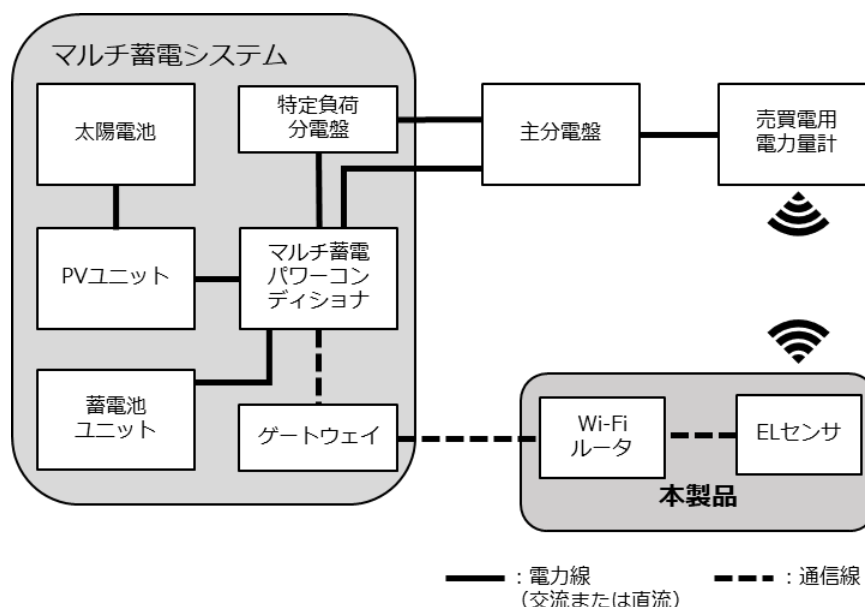 マルチ蓄電システム
太陽電池
特定負荷
分電盤
主分電盤
売買電用
電力量計
PVユニット
マルチ蓄電
パワーコン
ディショナ
蓄電池
ユニット
ゲートウェイ
Wi-Fi
ルータ
ELセンサ
本製品
：電力線
（交流または直流）
：通信線